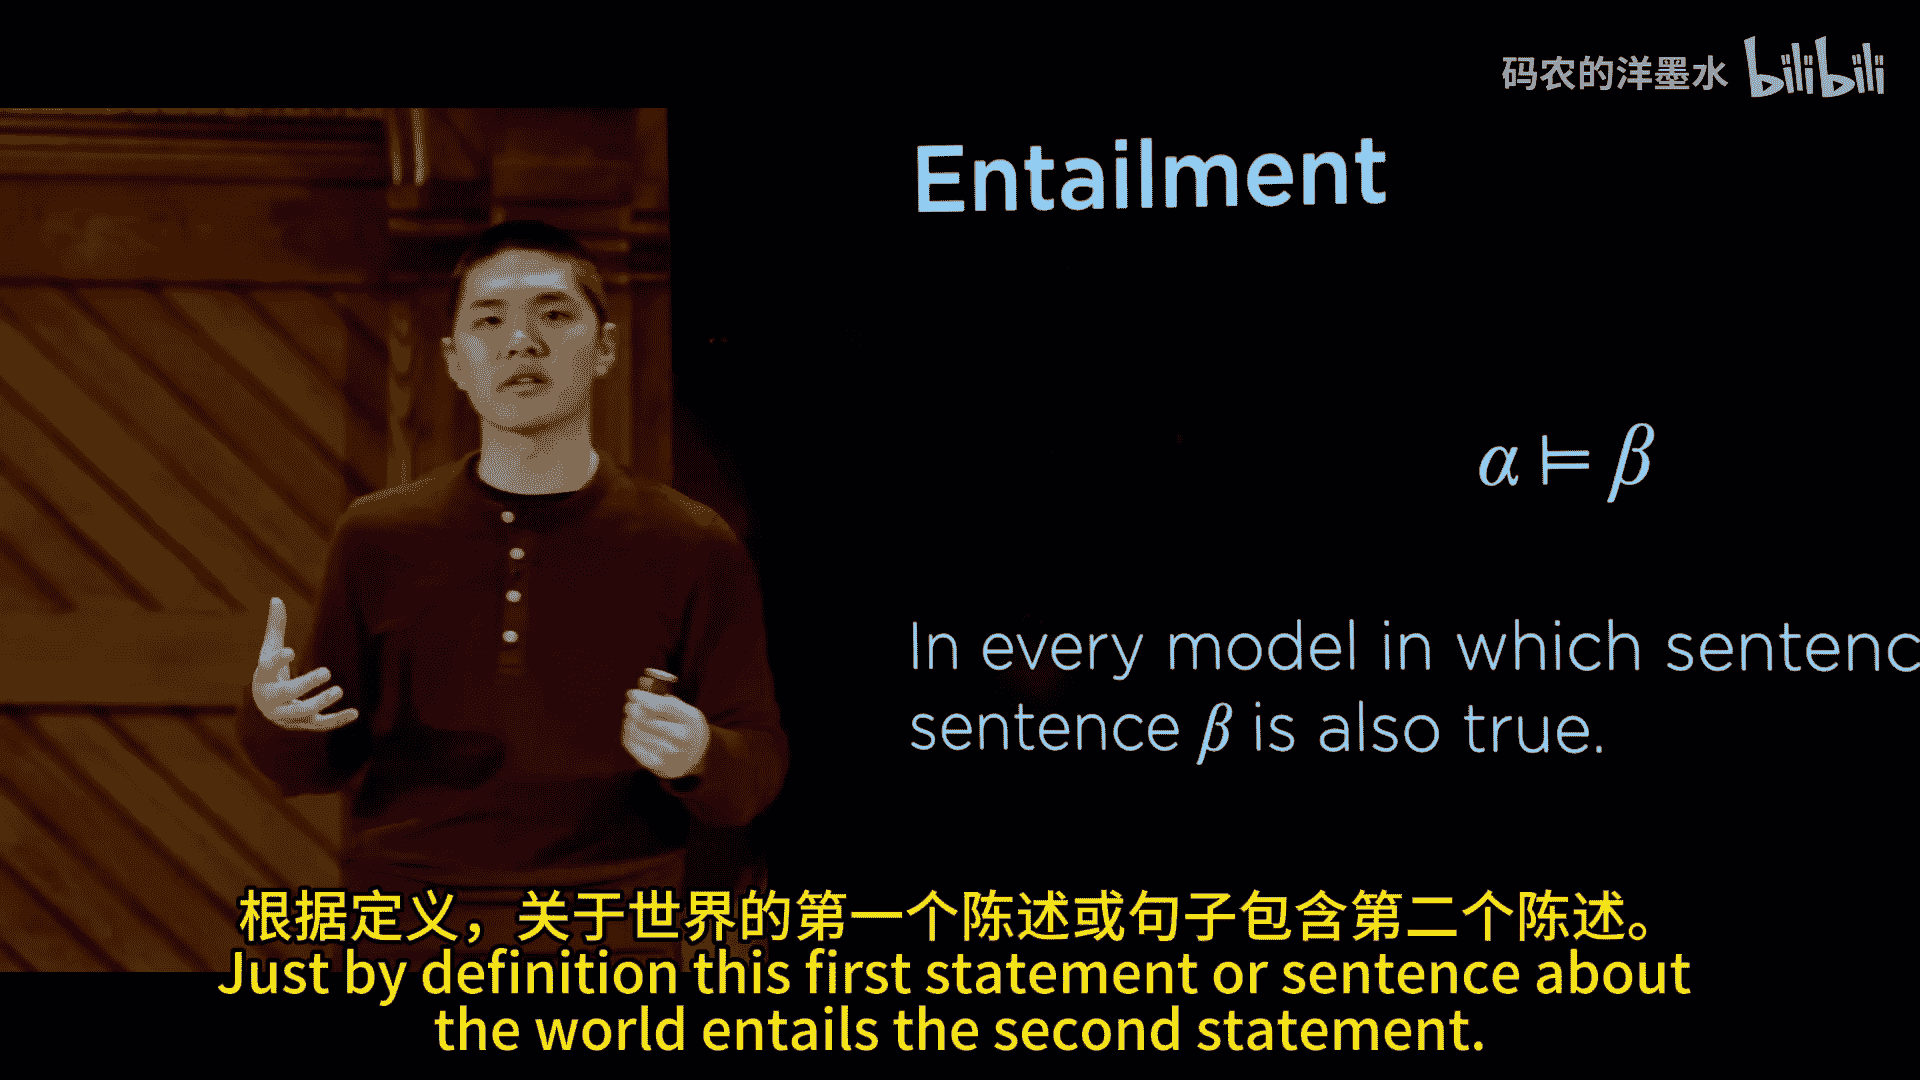 码农的洋墨水 bilibili
Entailment
α ⊨ β
In every model in which sentenc
sentence β is also true.
根据定义，关于世界的第一个陈述或句子包含第二个陈述。
Just by definition this first statement or sentence about
the world entails the second statement.